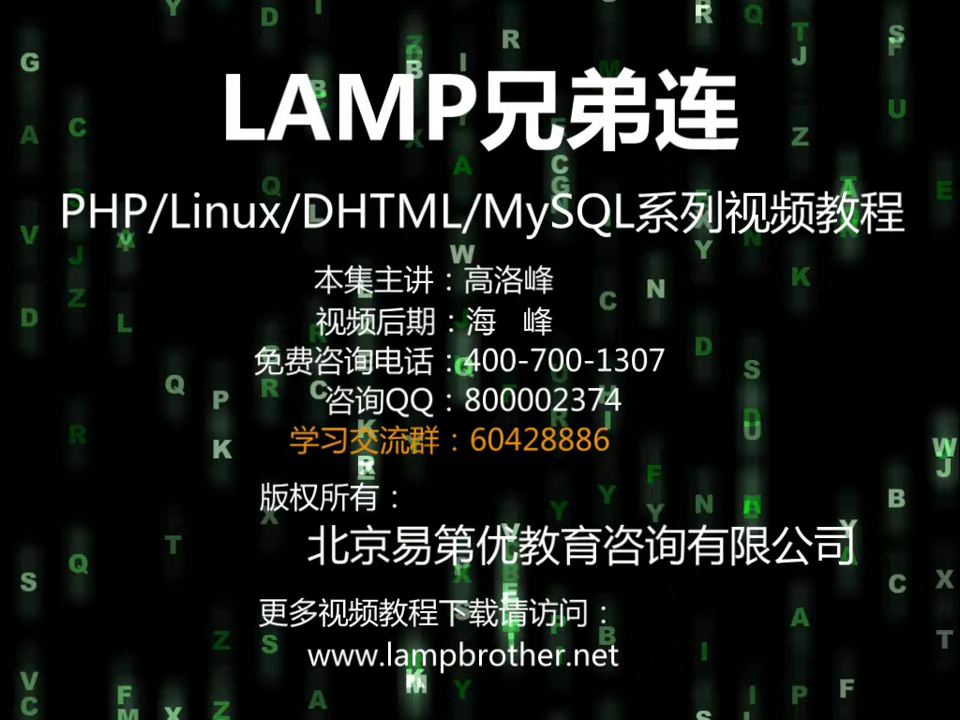 LAMP兄弟连
PHP/Linux/DHTML/MySQL系列视频教程
本集主讲：高洛峰
视频后期：海 峰
免费咨询电话：400-700-1307
咨询QQ：800002374
学习交流群：60428886
版权所有：
北京易第优教育咨询有限公司
更多视频教程下载请访问：
www.lampbrother.net